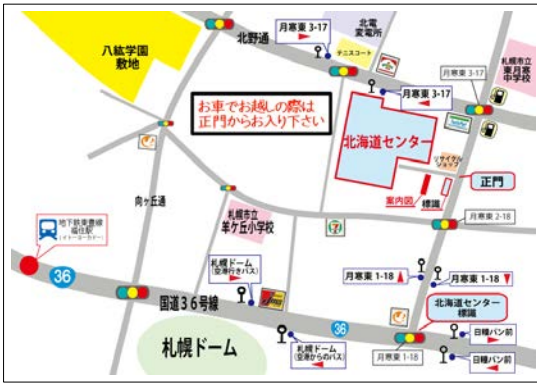 八紘学園
敷地
北野通
月寒東 3-17
北電
変電所
テニスコート
札幌市立
東月寒
中学校
月寒東 3-17
月寒東 3-17
お車でお越しの際は
正門からお入り下さい
北海道センター
リサイクル
ショップ
正門
案内図
標識
向ヶ丘通
札幌市立
羊ケ丘小学校
月寒東 2-18
地下鉄東豊線
福住駅
(イトーヨーカドー)
36
国道36号線
札幌ドーム
(空港行きバス)
月寒東 1-18
月寒東 1-18
北海道センター
標識
札幌ドーム
札幌ドーム
(空港からのバス)
36
月寒東 1-18
日糧パン前
日糧パン前